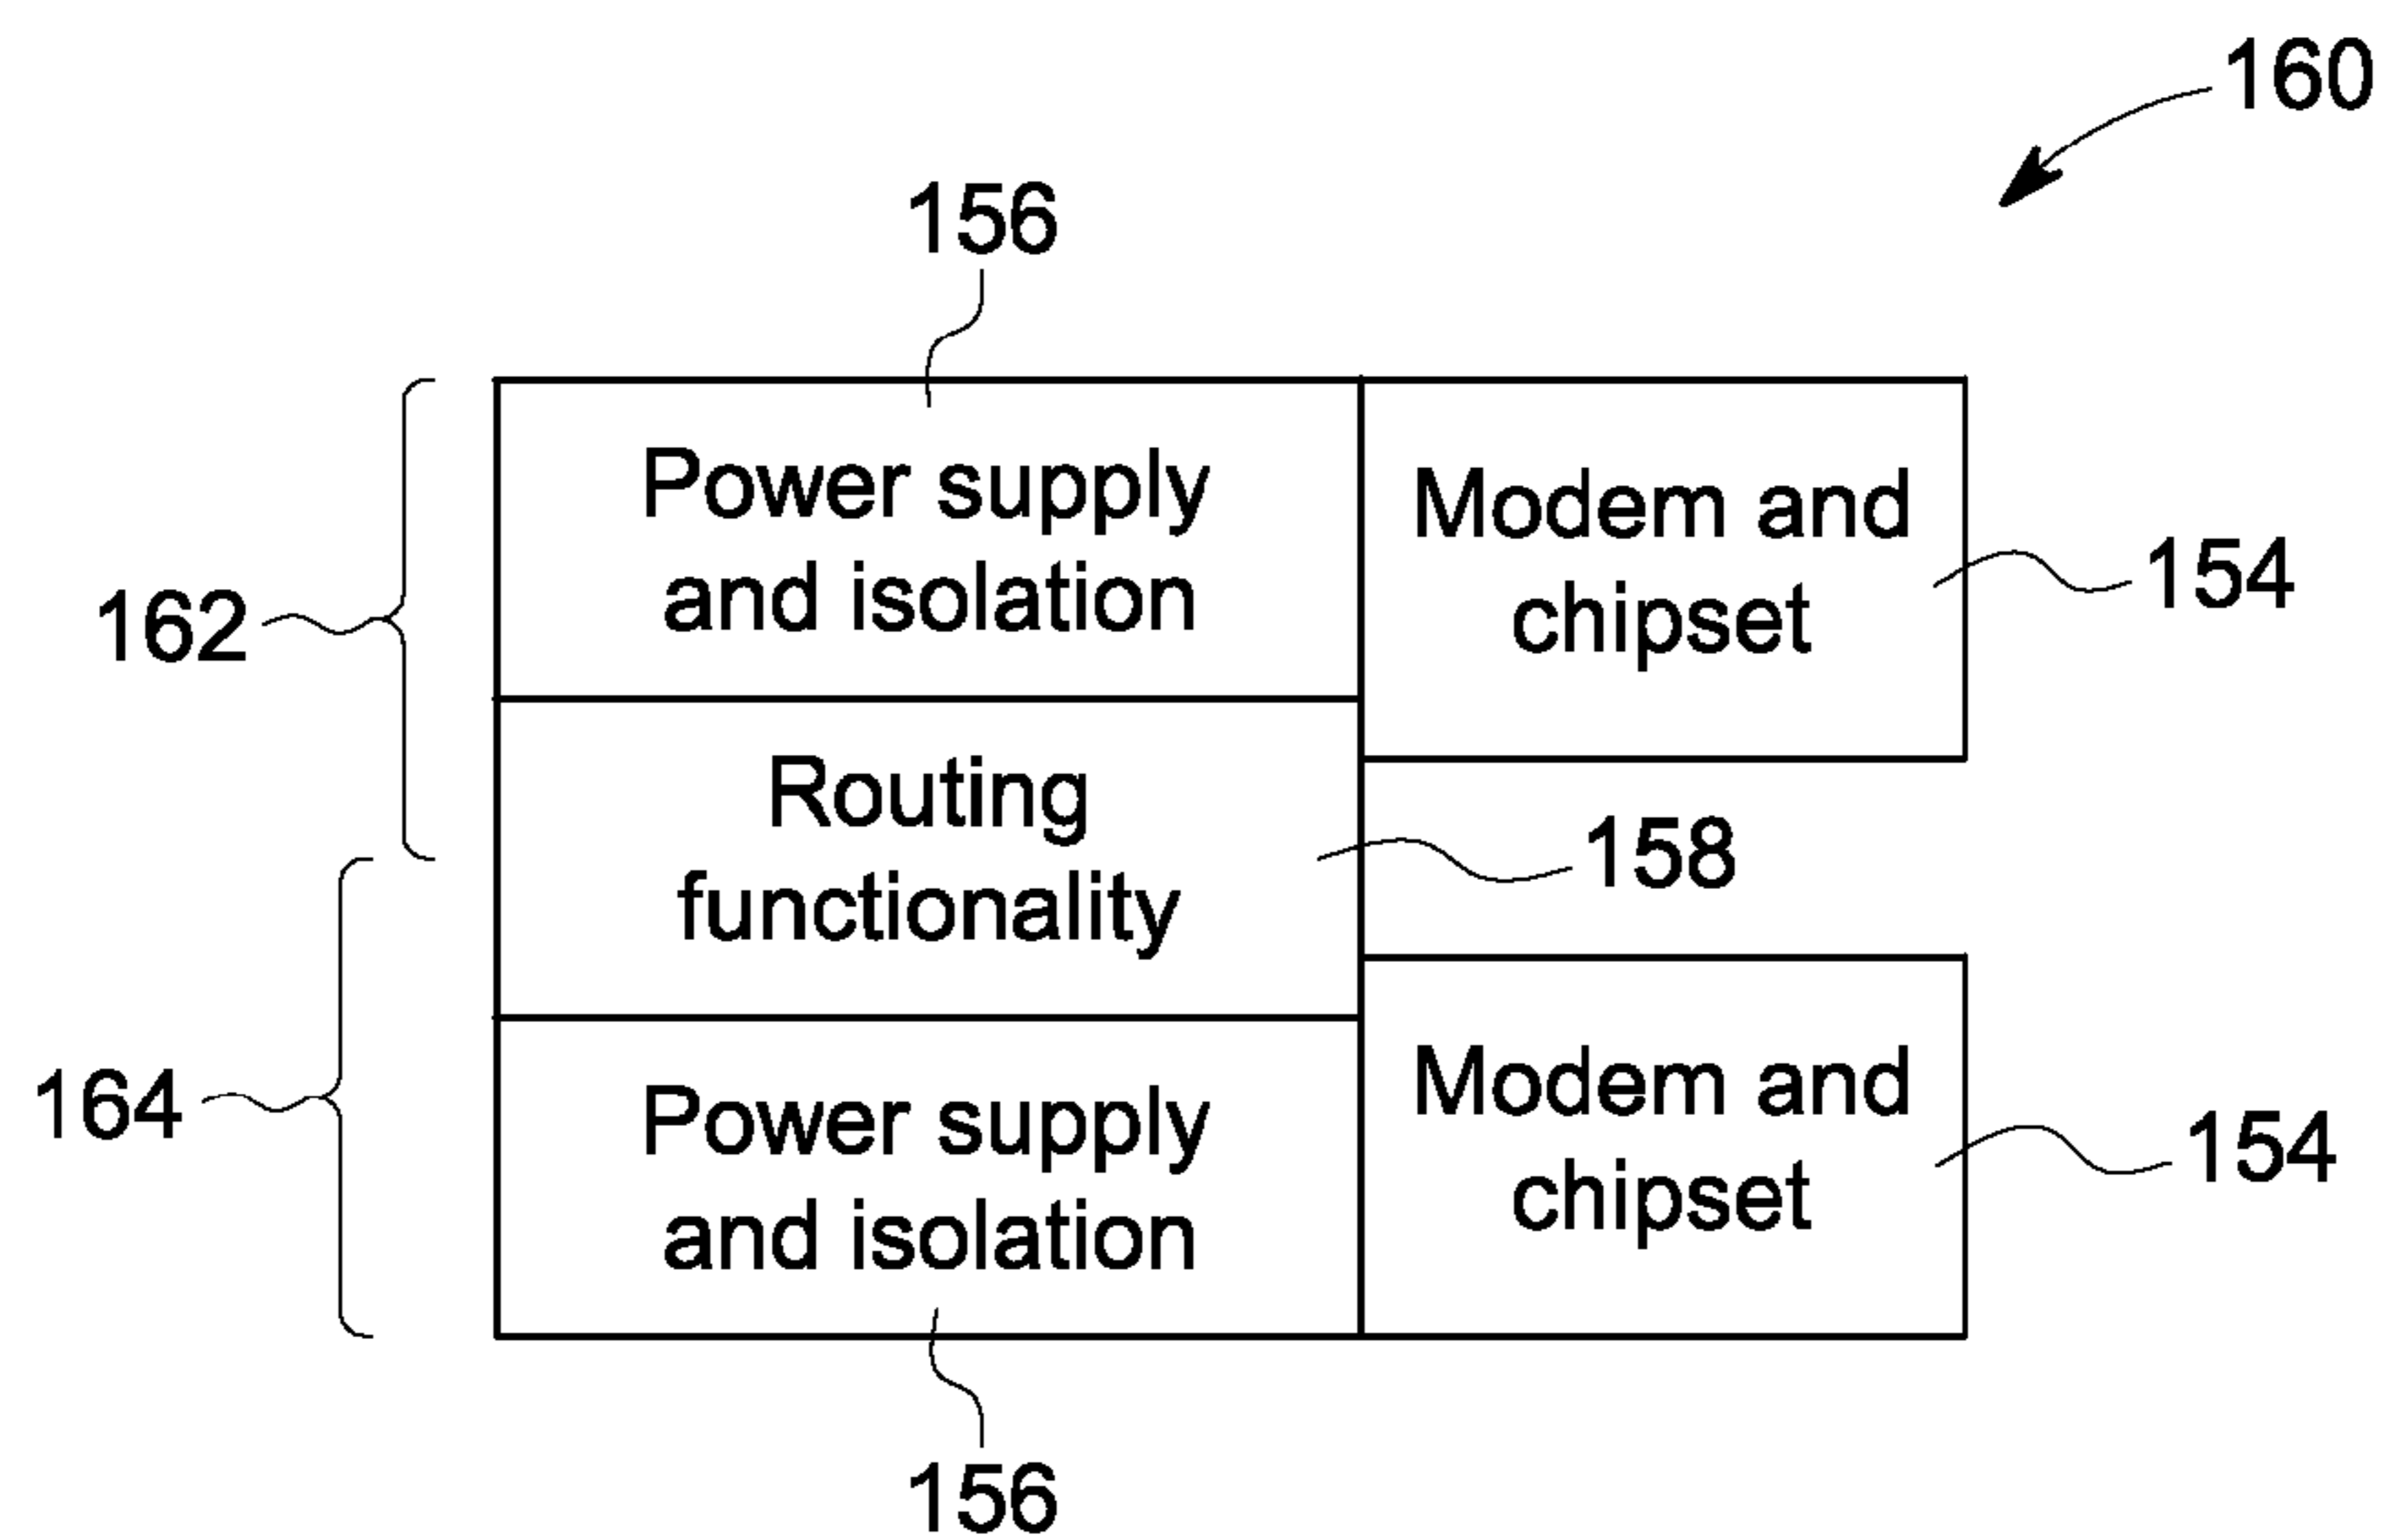 160
156
Power supply
and isolation
Modem and
chipset
154
162
Routing
functionality
158
164
Power supply
and isolation
Modem and
chipset
154
156